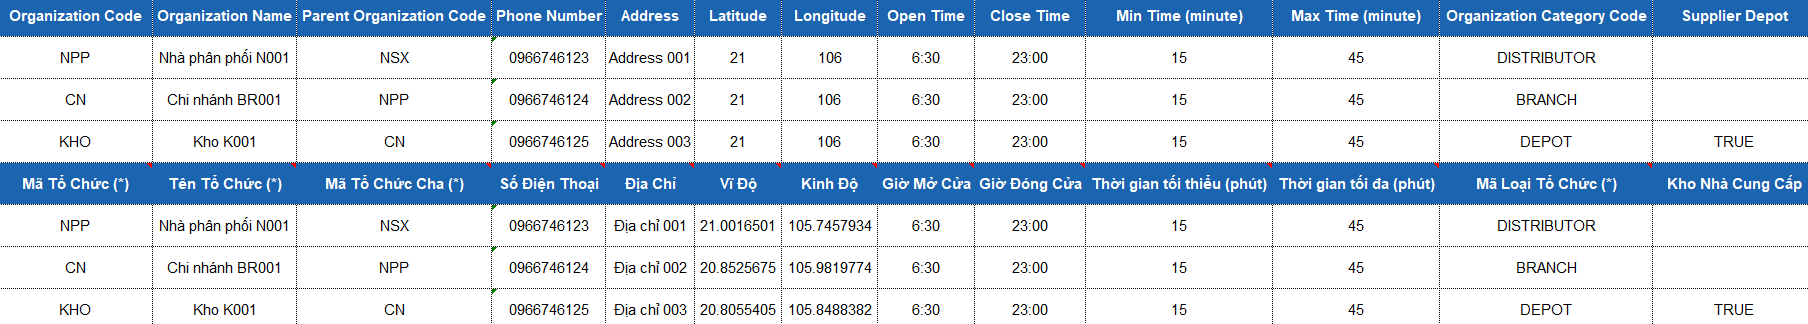 Organization Code Organization Name Parent Organization Code Phone Number Address Latitude Longitude Open Time Close Time Min Time (minute) Max Time (minute) Organization Category Code Supplier Depot
NPP Nhà phân phối N001 NSX 0966746123 Address 001 21 106 6:30 23:00 15 45 DISTRIBUTOR
CN Chi nhánh BR001 NPP 0966746124 Address 002 21 106 6:30 23:00 15 45 BRANCH
KHO Kho K001 CN 0966746125 Address 003 21 106 6:30 23:00 15 45 DEPOT TRUE
Mã Tổ Chức (*) Tên Tổ Chức (*) Mã Tổ Chức Cha (*) Số Điện Thoại Địa Chỉ Vĩ Độ Kinh Độ Giờ Mở Cửa Giờ Đóng Cửa Thời gian tối thiểu (phút) Thời gian tối đa (phút) Mã Loại Tổ Chức (*) Kho Nhà Cung Cấp
NPP Nhà phân phối N001 NSX 0966746123 Địa chỉ 001 21.0016501 105.7457934 6:30 23:00 15 45 DISTRIBUTOR
CN Chi nhánh BR001 NPP 0966746124 Địa chỉ 002 20.8525675 105.9819774 6:30 23:00 15 45 BRANCH
KHO Kho K001 CN 0966746125 Địa chỉ 003 20.8055405 105.8488382 6:30 23:00 15 45 DEPOT TRUE